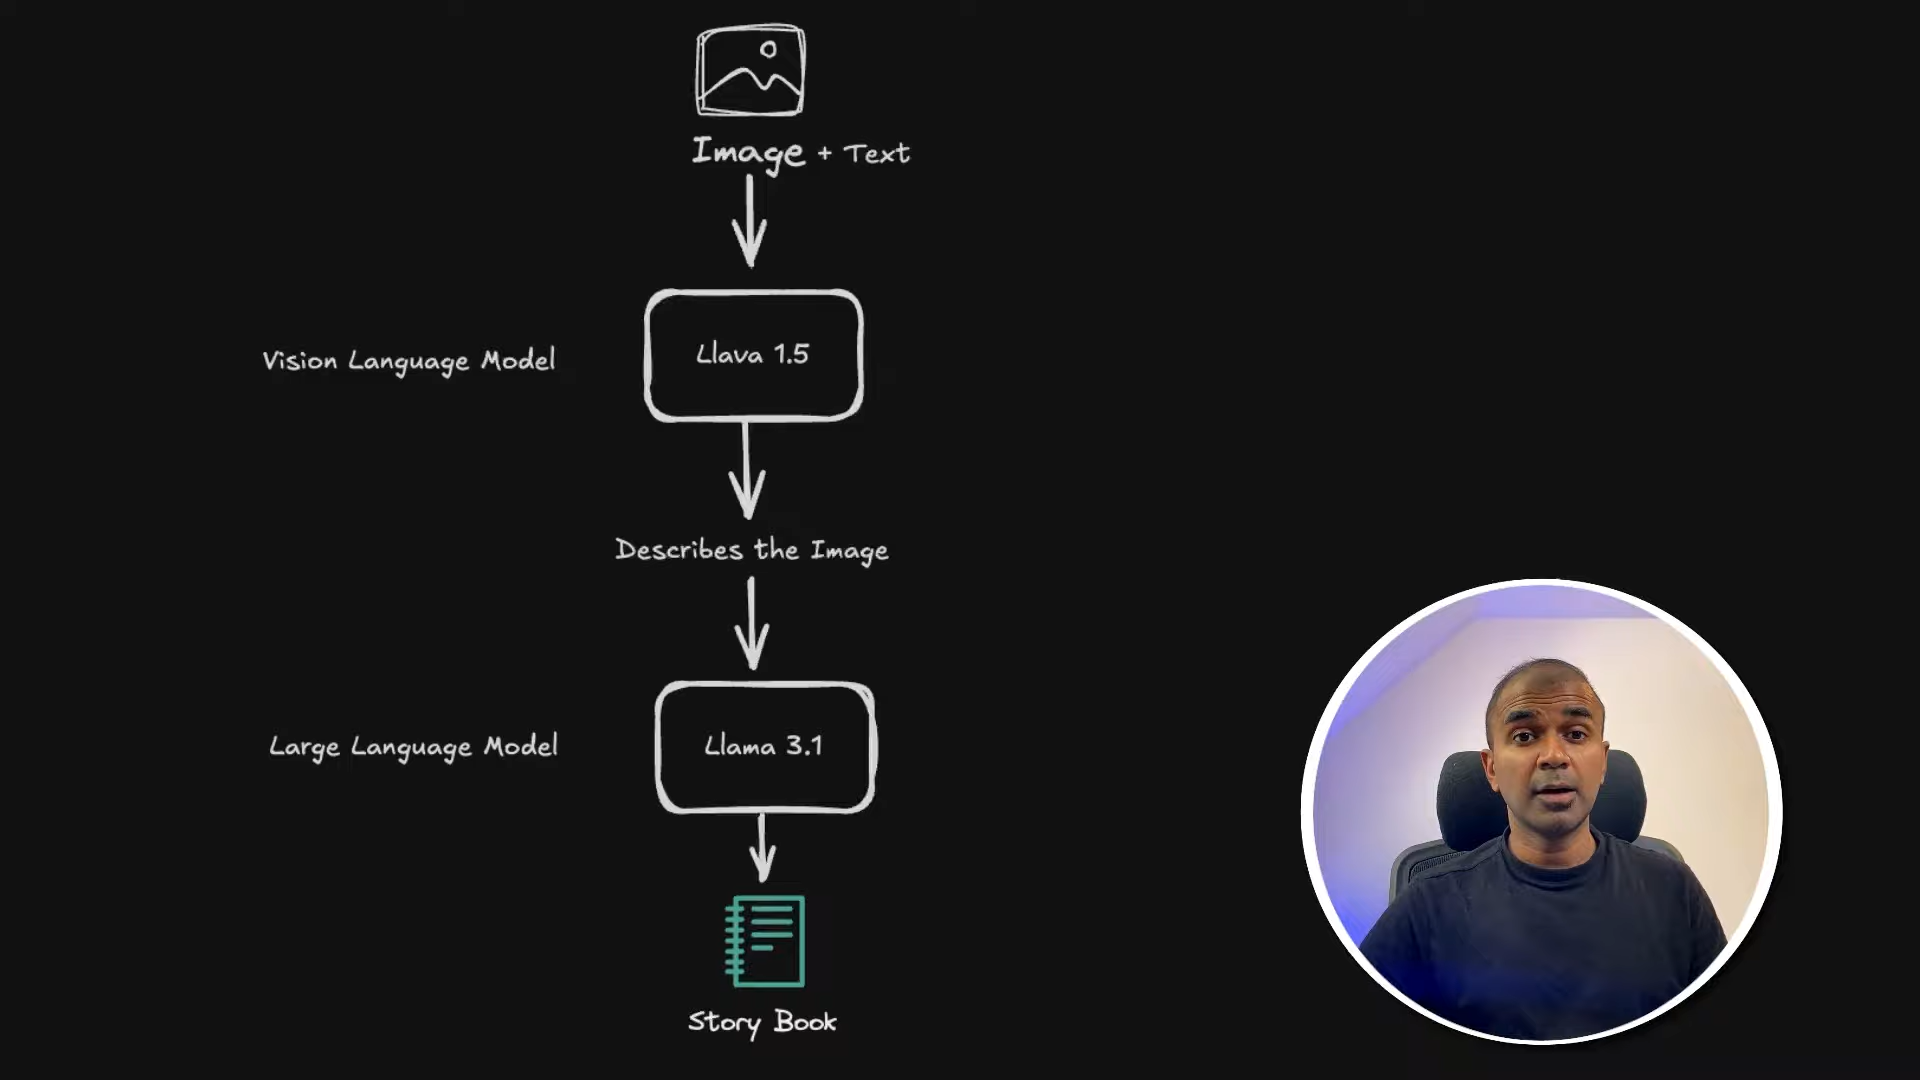 Image + Text
Vision Language Model
Llava 1.5
Describes the Image
Large Language Model
Llama 3.1
Story Book